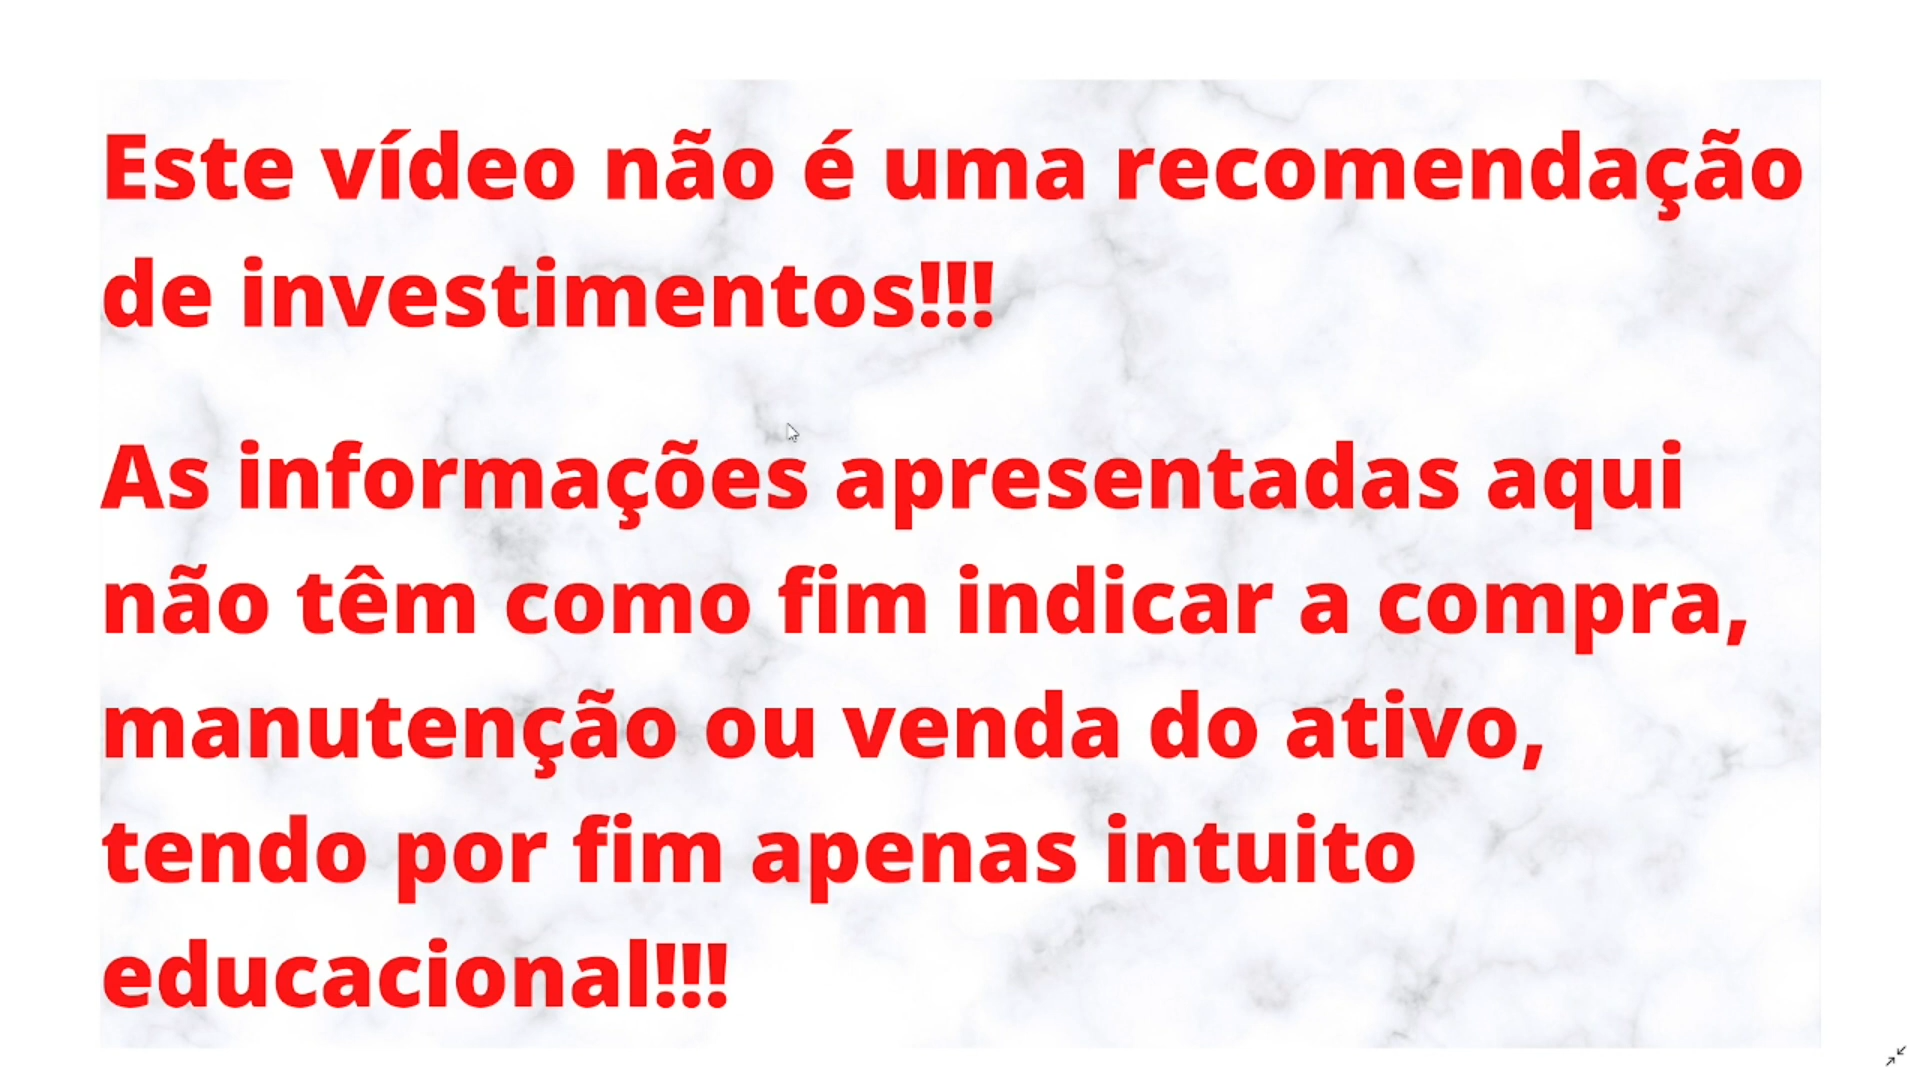 Este vídeo não é uma recomendação
de investimentos!!!
As informações apresentadas aqui
não têm como fim indicar a compra,
manutenção ou venda do ativo,
tendo por fim apenas intuito
educacional!!!